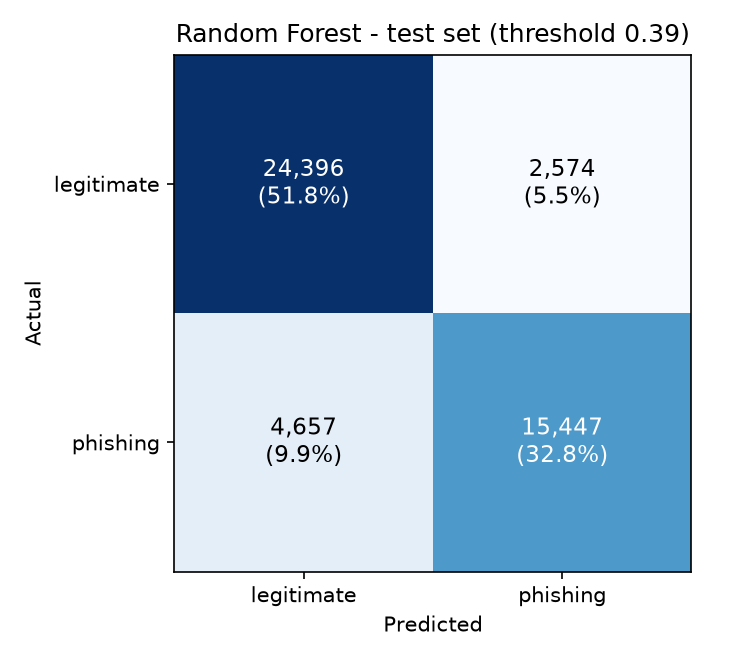 Random Forest - test set (threshold 0.39)
legitimate
24,396
(51.8%)
2,574
(5.5%)
Actual
phishing
4,657
(9.9%)
15,447
(32.8%)
legitimate
phishing
Predicted